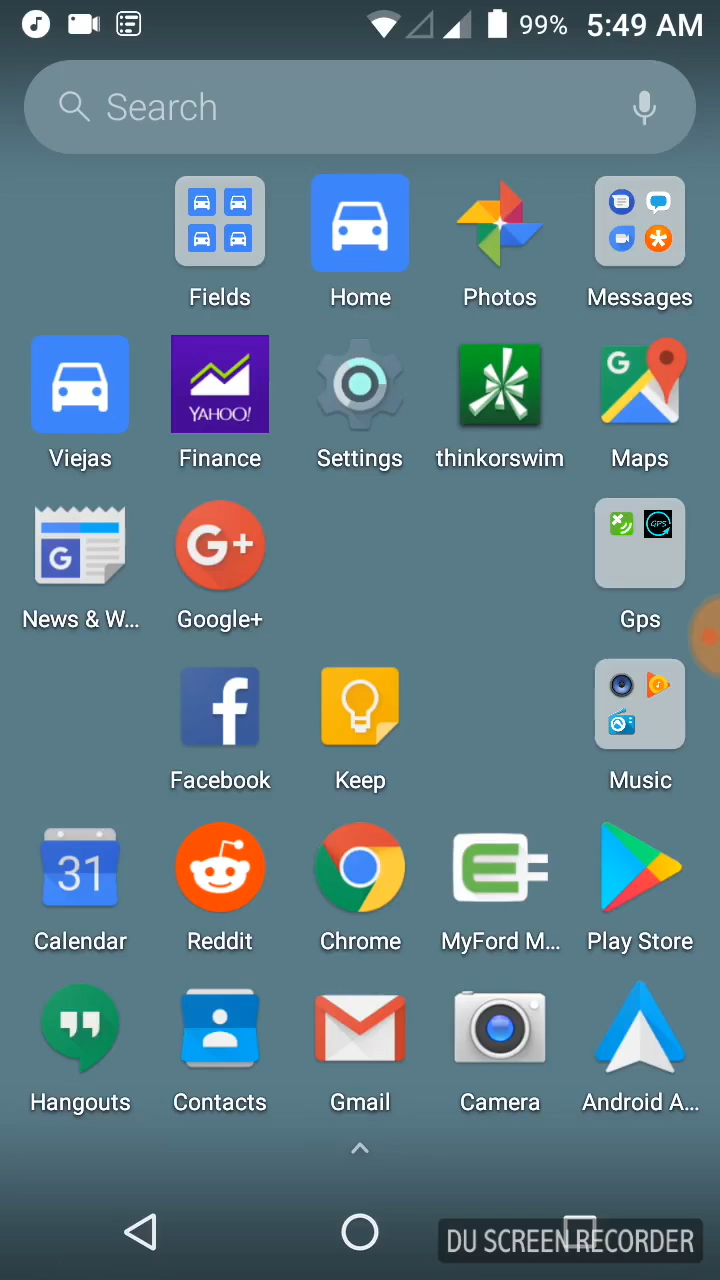 99% 5:49 AM
Search
Fields Home Photos Messages
YAHOO!
Viejas Finance Settings thinkorswim Maps
G
GPS
G
G+
News & W... Google+ Gps
f
Facebook Keep Music
31
Calendar Reddit Chrome MyFord M... Play Store
Hangouts Contacts Gmail Camera Android A...
DU SCREEN RECORDER